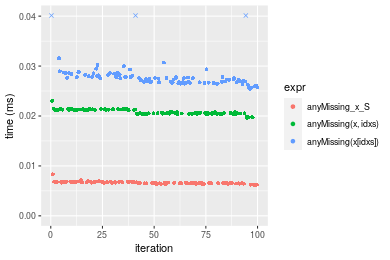 0.04
0.03
0.02
0.01
0.00
time (ms)
0
25
50
75
100
iteration
expr
anyMissing_x_S
anyMissing(x, idxs)
anyMissing(x[idxs])